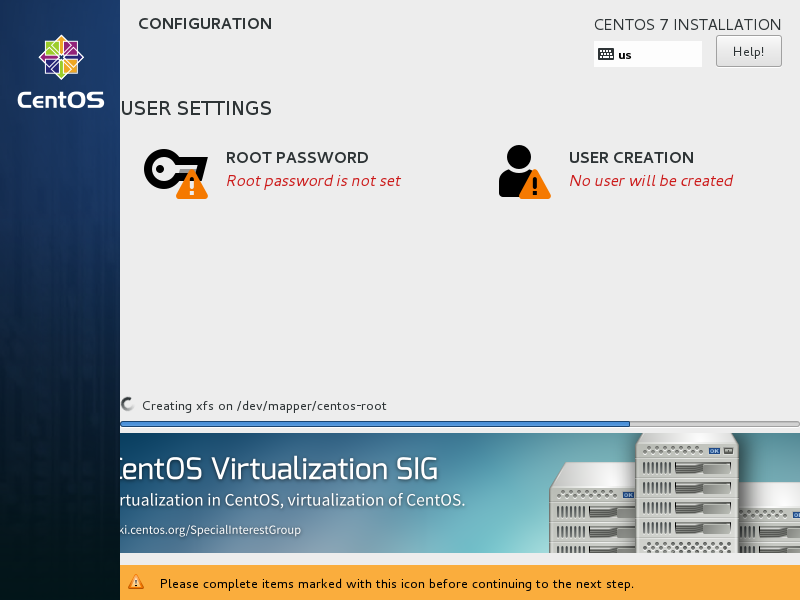 CONFIGURATION
CENTOS 7 INSTALLATION
us
Help!
CentOS
USER SETTINGS
ROOT PASSWORD
Root password is not set
USER CREATION
No user will be created
Creating xfs on /dev/mapper/centos-root
entOS Virtualization SIG
rtualization in CentOS, virtualization of CentOS.
ki.centos.org/SpecialInterestGroup
OK
OK
Please complete items marked with this icon before continuing to the next step.